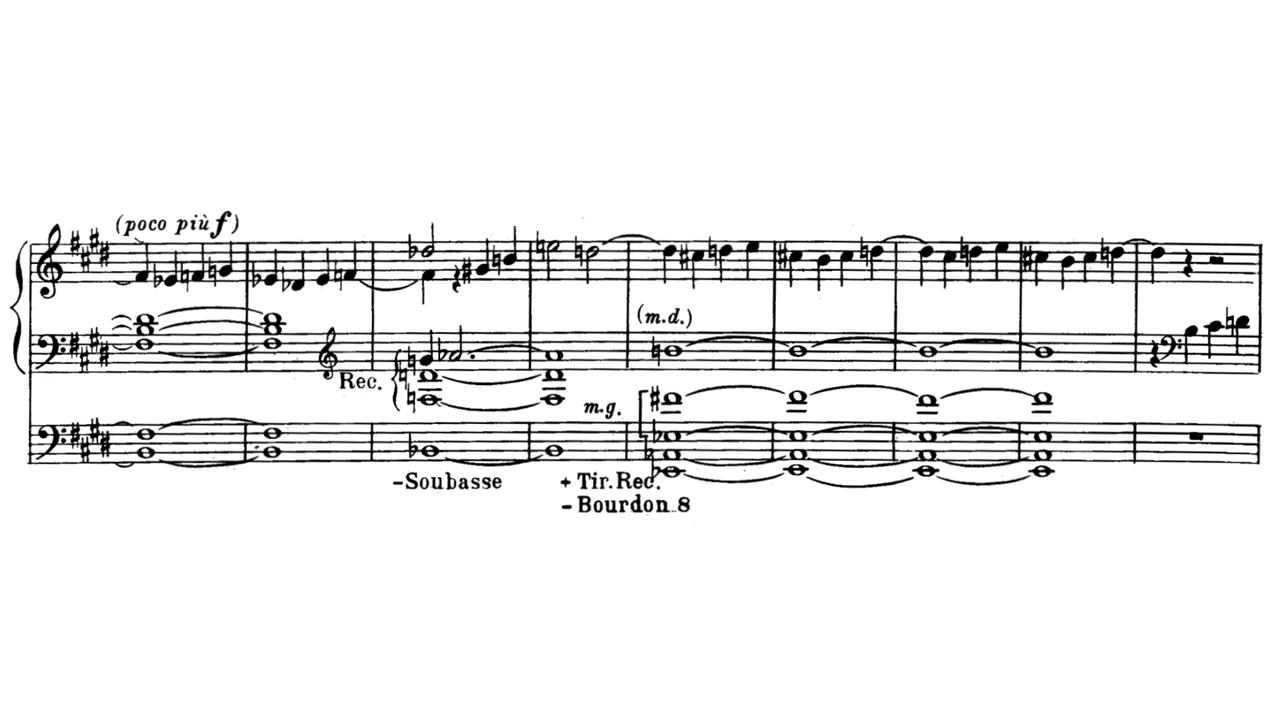 (poco più f)
(m.d.)
Rec.
m.g.
-Soubasse
+ Tir. Rec.
- Bourdon 8